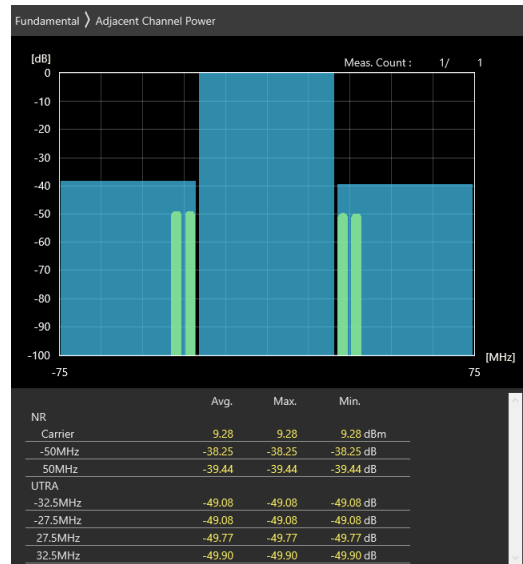 Fundamental 〉 Adjacent Channel Power
[dB]
Meas. Count : 1/ 1
0
-10
-20
-30
-40
-50
-60
-70
-80
-90
-100
[MHz]
-75 75
Avg. Max. Min.
NR
Carrier 9.28 9.28 9.28 dBm
-50MHz -38.25 -38.25 -38.25 dB
50MHz -39.44 -39.44 -39.44 dB
UTRA
-32.5MHz -49.08 -49.08 -49.08 dB
-27.5MHz -49.08 -49.08 -49.08 dB
27.5MHz -49.77 -49.77 -49.77 dB
32.5MHz -49.90 -49.90 -49.90 dB